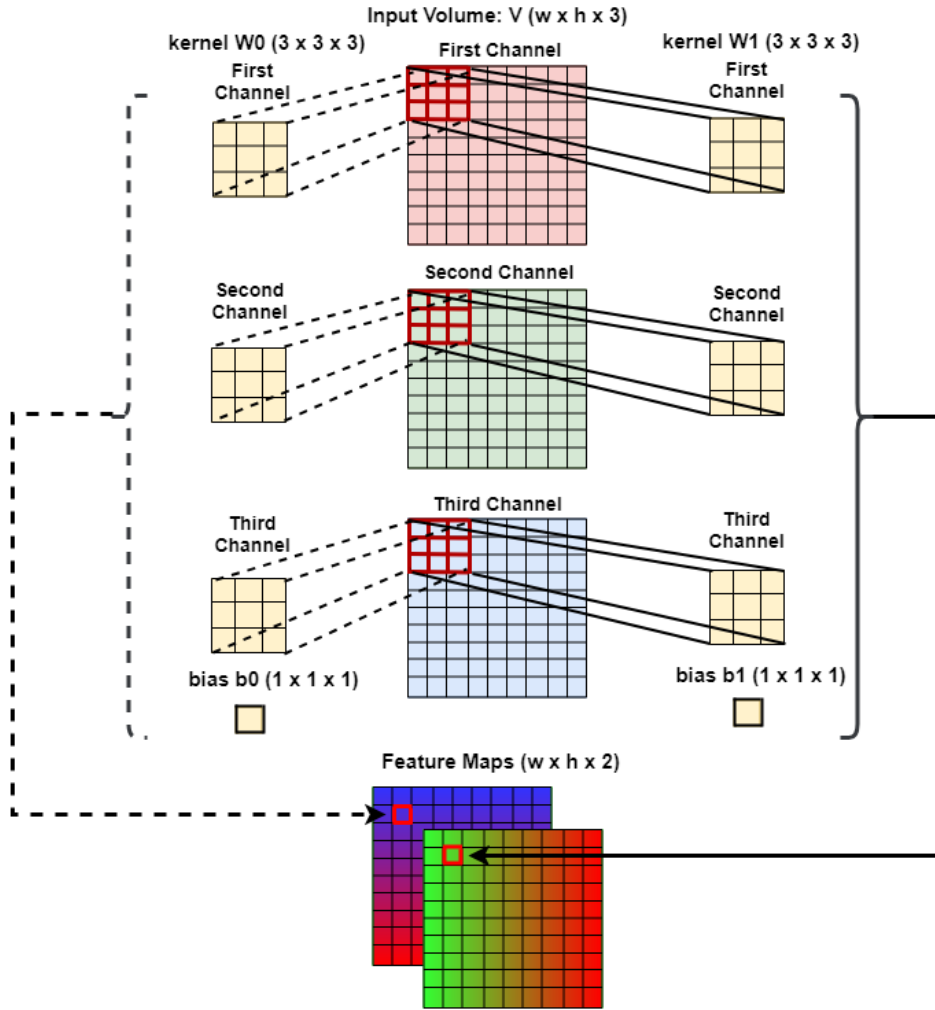 Input Volume: V (w x h x 3)
kernel W0 (3 x 3 x 3)
First
Channel
First Channel
kernel W1 (3 x 3 x 3)
First
Channel
Second
Channel
Second Channel
Second
Channel
Third
Channel
Third Channel
Third
Channel
bias b0 (1 x 1 x 1)
bias b1 (1 x 1 x 1)
Feature Maps (w x h x 2)